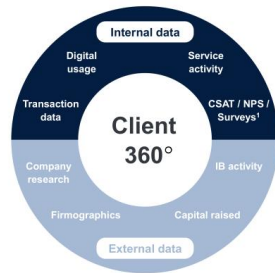 Internal data
Digital
usage
Service
activity
Transaction
data
CSAT / NPS /
Surveys¹
Client
360°
Company
research
IB activity
Firmographics
Capital raised
External data